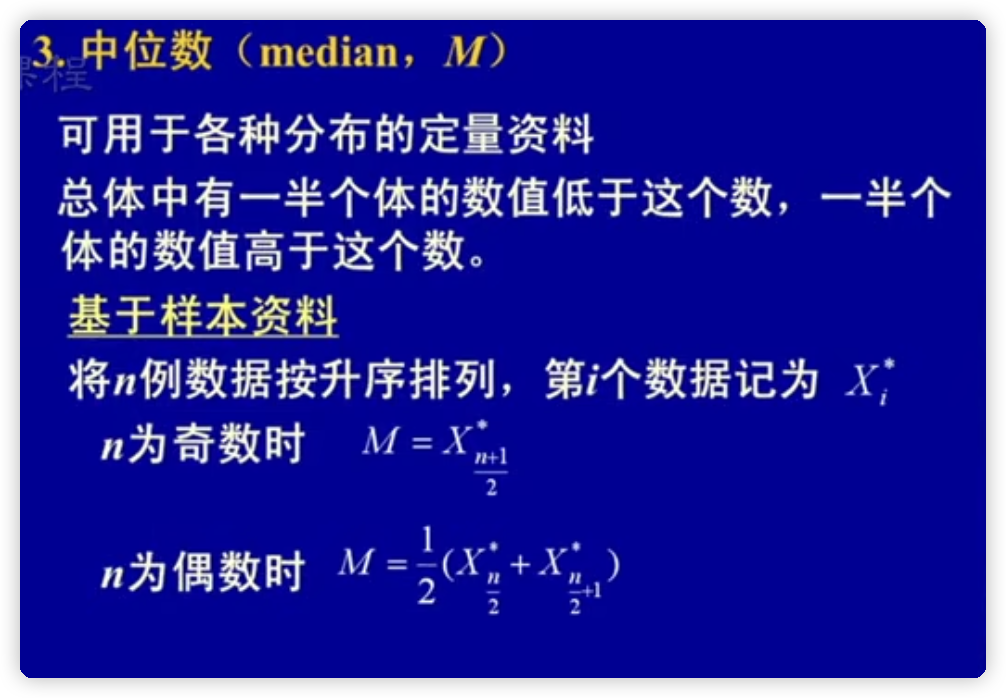 3. 中位数（median，M）
课程
可用于各种分布的定量资料
总体中有一半个体的数值低于这个数，一半个
体的数值高于这个数。
基于样本资料
将n例数据按升序排列，第i个数据记为 X_i^*
n为奇数时 M = X^*_{\frac{n+1}{2}}
n为偶数时 M = \frac{1}{2}(X^*_{\frac{n}{2}} + X^*_{\frac{n}{2}+1})